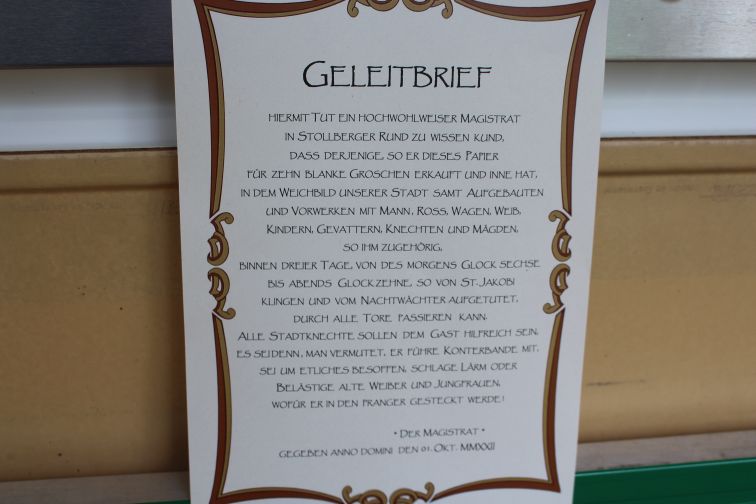 GELEITBRIEF
HIERMIT TUT EIN HOCHWOHLWEISER MAGISTRAT
IN STOLLBERGER RUND ZU WISSEN KUND,
DASS DERJENIGE, SO ER DIESES PAPIER
FÜR ZEHN BLANKE GROSCHEN ERKAUFT UND INNE HAT,
IN DEM WEICHBILD UNSERER STADT SAMT AUFGEBAUTEN
UND VORWERKEN MIT MANN, ROSS, WAGEN, WEIB,
KINDERN, GEVATTERN, KNECHTEN UND MÄGDEN,
SO IHM ZUGEHÖRIG,
BINNEN DREIER TAGE, VON DES MORGENS GLOCK SECHSE
BIS ABENDS GLOCKZEHNE, SO VON ST. JAKOBI
KLINGEN UND VOM NACHTWÄCHTER AUFGETUTET,
DURCH ALLE TORE PASSIEREN KANN.
ALLE STADTKNECHTE SOLLEN DEM GAST HILFREICH SEIN,
ES SEI DENN, MAN VERMUTET, ER FÜHRE KONTERBANDE MIT,
SEI UM ETLICHES BESOFFEN, SCHLAGE LÄRM ODER
BELÄSTIGE ALTE WEIBER UND JUNGFRAUEN,
WOFÜR ER IN DEN PRANGER GESTECKT WERDE!
• DER MAGISTRAT •
GEGEBEN ANNO DOMINI DEN 01. OKT. MMXXII